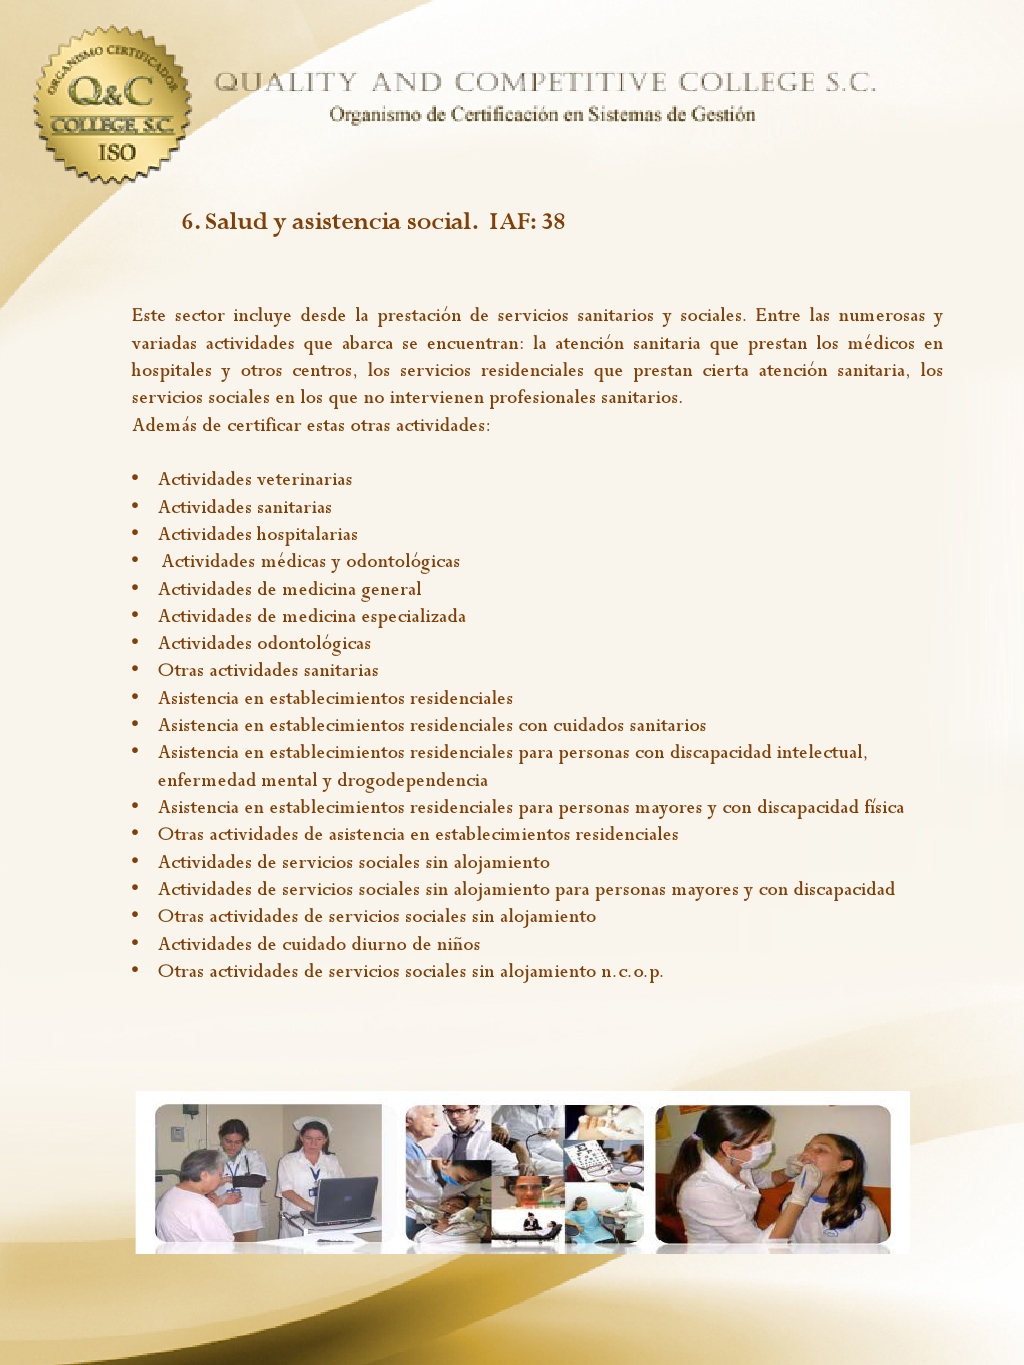 ORGANISMO CERTIFICADOR
Q&C
COLLEGE, S.C.
ISO
QUALITY AND COMPETITIVE COLLEGE S.C.
Organismo de Certificación en Sistemas de Gestión
6. Salud y asistencia social. IAF: 38
Este sector incluye desde la prestación de servicios sanitarios y sociales. Entre las numerosas y
variadas actividades que abarca se encuentran: la atención sanitaria que prestan los médicos en
hospitales y otros centros, los servicios residenciales que prestan cierta atención sanitaria, los
servicios sociales en los que no intervienen profesionales sanitarios.
Además de certificar estas otras actividades:
• Actividades veterinarias
• Actividades sanitarias
• Actividades hospitalarias
• Actividades médicas y odontológicas
• Actividades de medicina general
• Actividades de medicina especializada
• Actividades odontológicas
• Otras actividades sanitarias
• Asistencia en establecimientos residenciales
• Asistencia en establecimientos residenciales con cuidados sanitarios
• Asistencia en establecimientos residenciales para personas con discapacidad intelectual,
enfermedad mental y drogodependencia
• Asistencia en establecimientos residenciales para personas mayores y con discapacidad física
• Otras actividades de asistencia en establecimientos residenciales
• Actividades de servicios sociales sin alojamiento
• Actividades de servicios sociales sin alojamiento para personas mayores y con discapacidad
• Otras actividades de servicios sociales sin alojamiento
• Actividades de cuidado diurno de niños
• Otras actividades de servicios sociales sin alojamiento n.c.o.p.